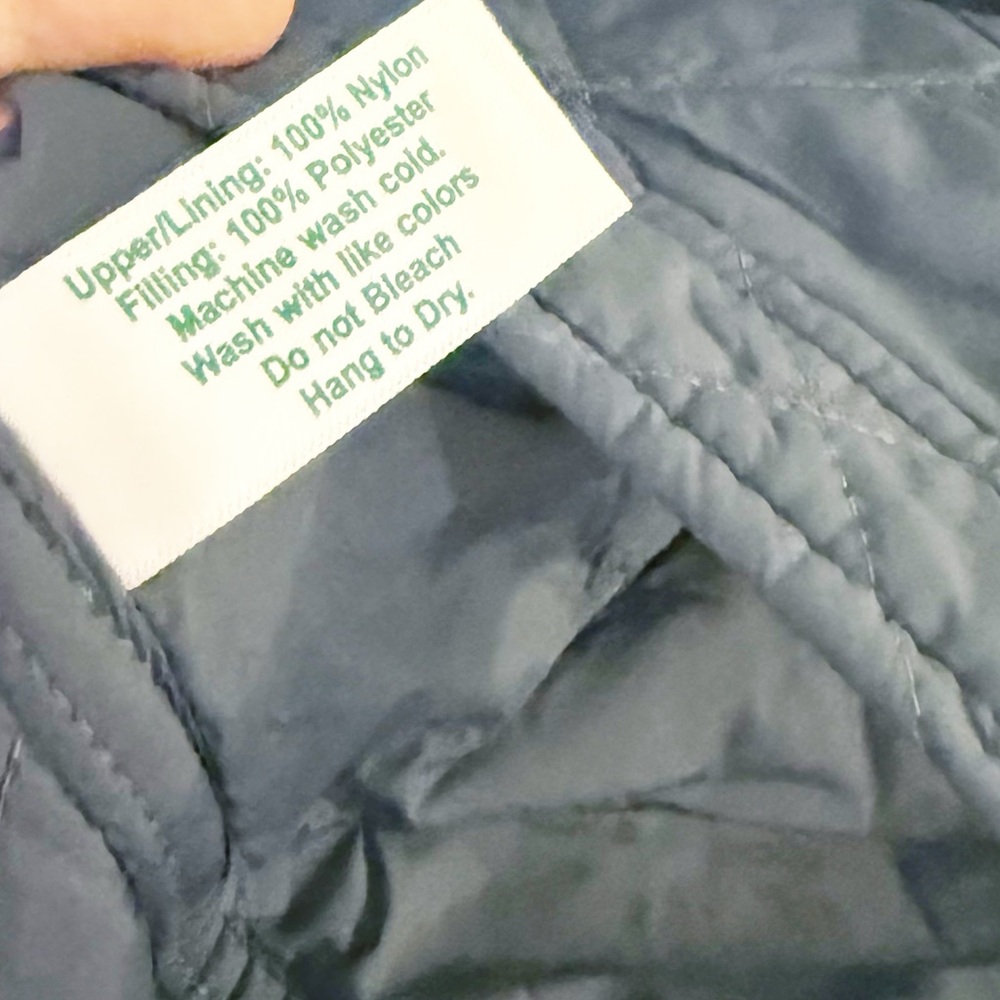 Upper/Lining: 100% Nylon
Filling: 100% Polyester
Machine wash cold.
Wash with like colors
Do not Bleach
Hang to Dry.